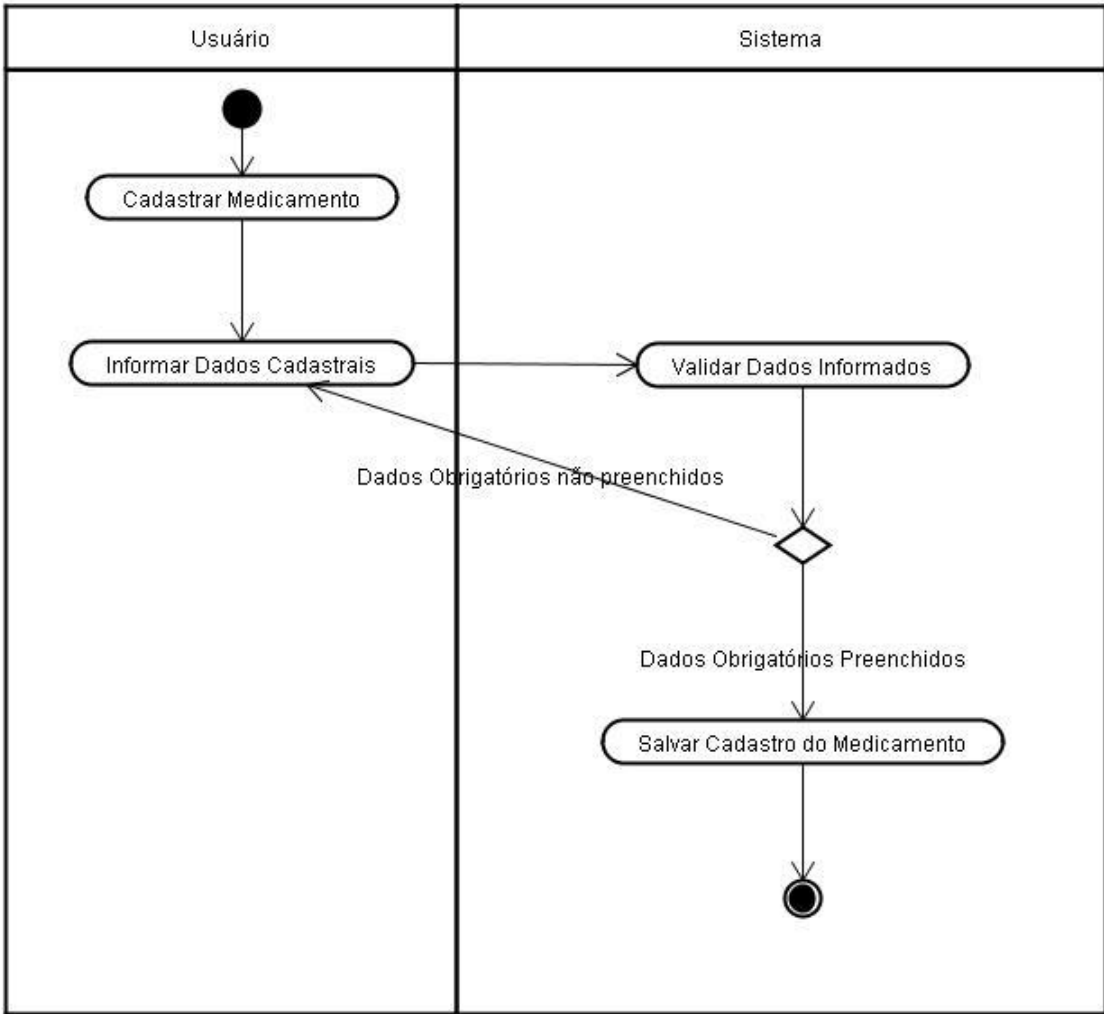 Usuário
Sistema
Cadastrar Medicamento
Informar Dados Cadastrais
Validar Dados Informados
Dados Obrigatórios não preenchidos
Dados Obrigatórios Preenchidos
Salvar Cadastro do Medicamento